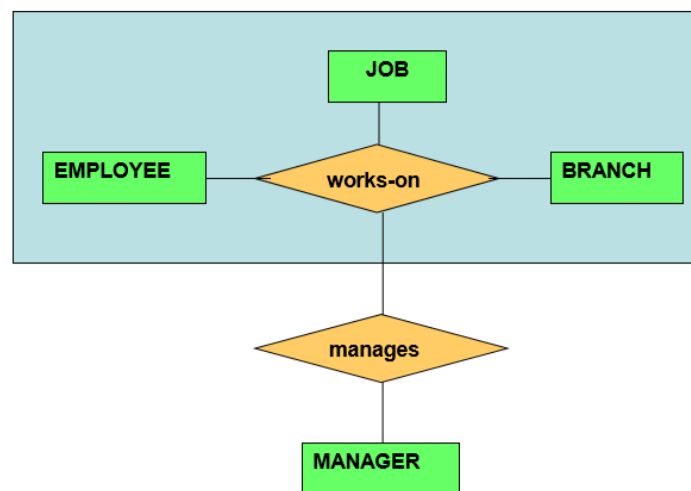 JOB
EMPLOYEE
works-on
BRANCH
manages
MANAGER